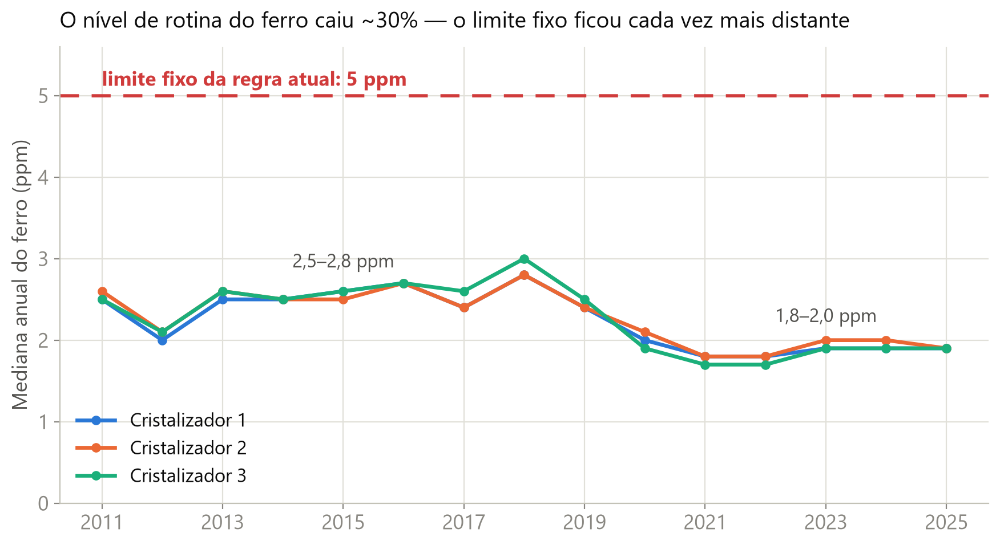 O nível de rotina do ferro caiu ~30% — o limite fixo ficou cada vez mais distante
limite fixo da regra atual: 5 ppm
Mediana anual do ferro (ppm)
5
4
3
2
1
0
2,5–2,8 ppm
1,8–2,0 ppm
Cristalizador 1
Cristalizador 2
Cristalizador 3
2011 2013 2015 2017 2019 2021 2023 2025